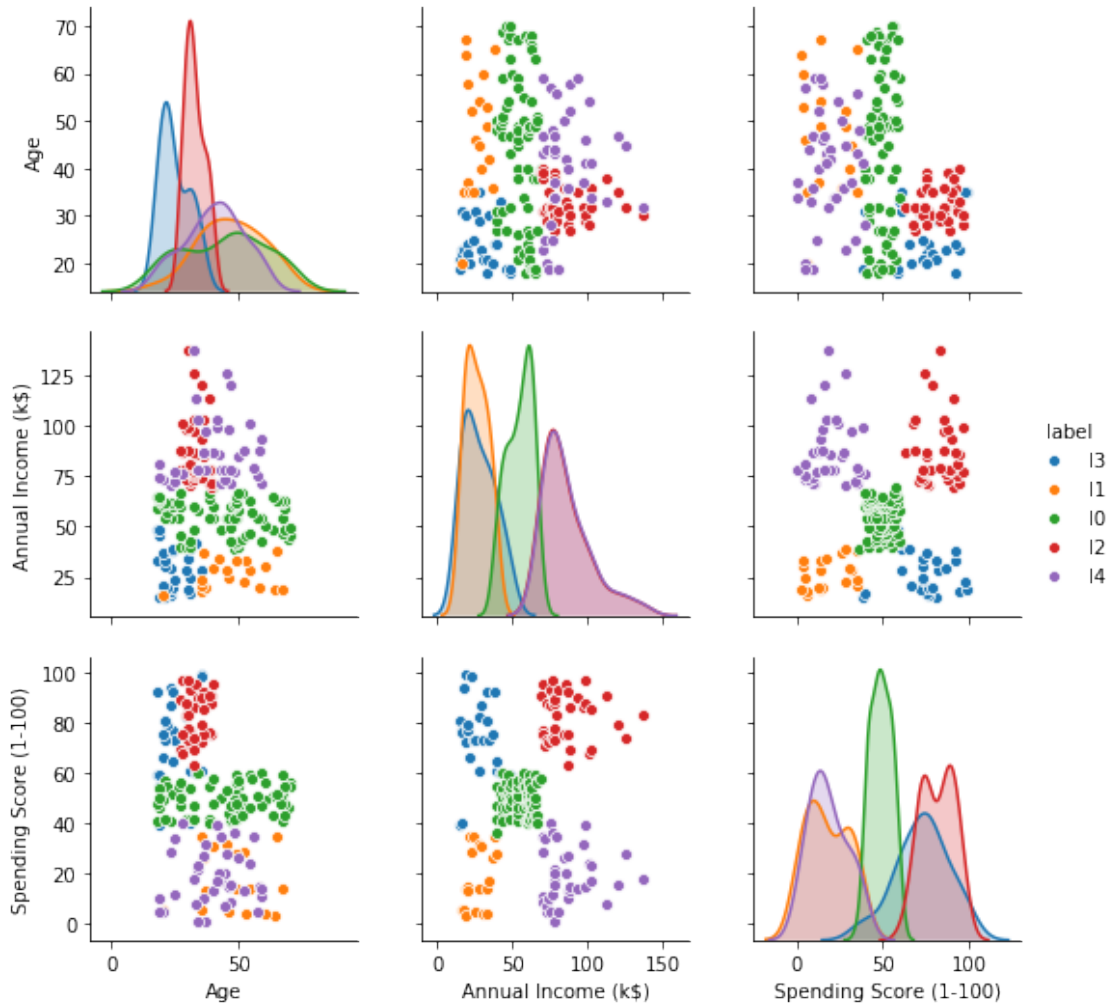 70
60
50
40
30
20
Age
125
100
75
50
25
Annual Income (k$)
label
l3
l1
l0
l2
l4
100
80
60
40
20
0
Spending Score (1-100)
0 50
Age
0 50 100 150
Annual Income (k$)
0 50 100
Spending Score (1-100)